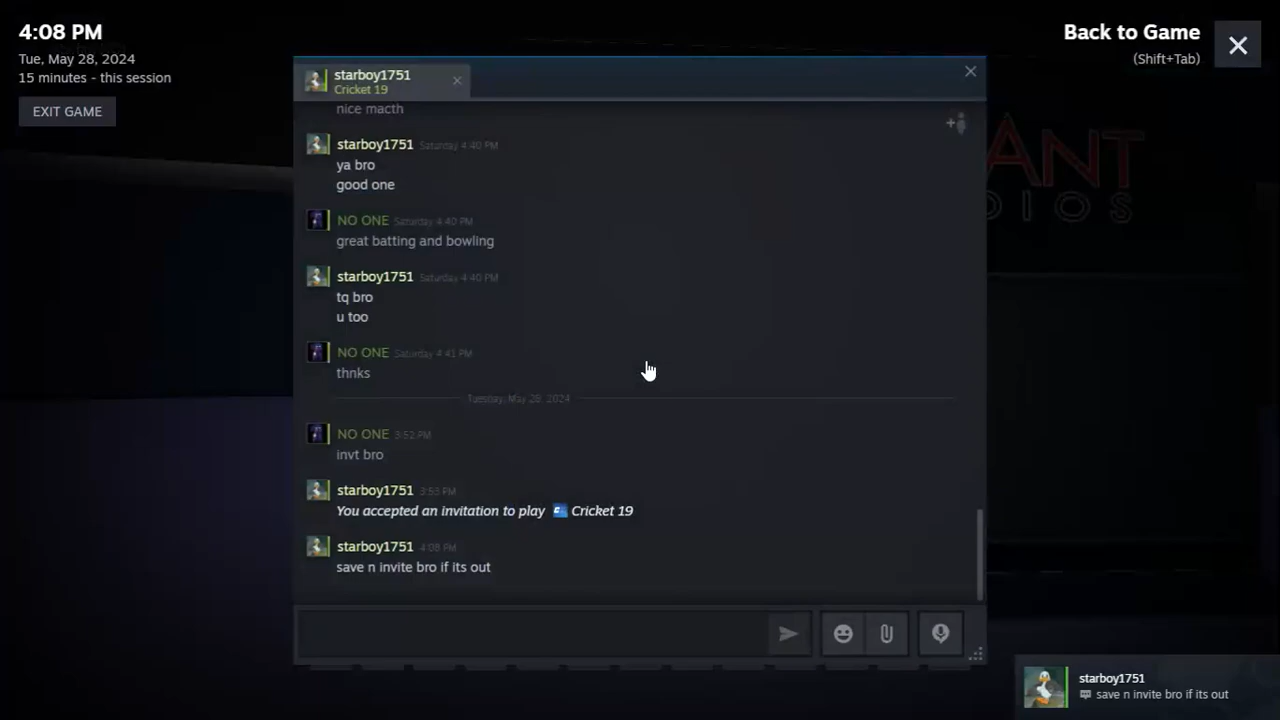 4:08 PM
Tue, May 28, 2024
15 minutes - this session
EXIT GAME
Back to Game
(Shift+Tab)
starboy1751
Cricket 19
nice macth
starboy1751 Saturday 4:40 PM
ya bro
good one
NO ONE Saturday 4:40 PM
great batting and bowling
starboy1751 Saturday 4:40 PM
tq bro
u too
NO ONE Saturday 4:41 PM
thnks
Tuesday, May 28, 2024
NO ONE 3:52 PM
invt bro
starboy1751 3:53 PM
You accepted an invitation to play Cricket 19
starboy1751 4:08 PM
save n invite bro if its out
ANT
DIOS
starboy1751
save n invite bro if its out